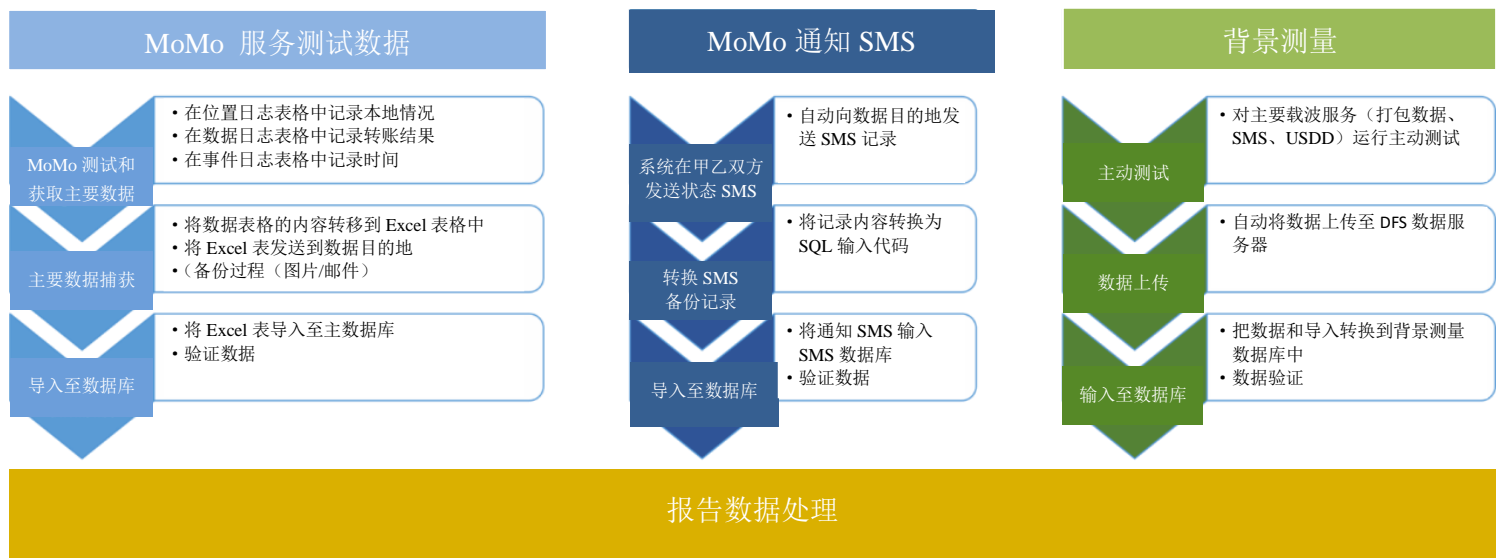 MoMo 服务测试数据
MoMo 测试和
获取主要数据
• 在位置日志表格中记录本地情况
• 在数据日志表格中记录转账结果
• 在事件日志表格中记录时间
主要数据捕获
• 将数据表格的内容转移到 Excel 表格中
• 将 Excel 表发送到数据目的地
• （备份过程（图片/邮件）
导入至数据库
• 将 Excel 表导入至主数据库
• 验证数据
MoMo 通知 SMS
系统在甲乙双方
发送状态 SMS
• 自动向数据目的地发
送 SMS 记录
转换 SMS
备份记录
• 将记录内容转换为
SQL 输入代码
导入至数据库
• 将通知 SMS 输入
SMS 数据库
• 验证数据
背景测量
主动测试
• 对主要载波服务（打包数据、
SMS、USDD）运行主动测试
数据上传
• 自动将数据上传至 DFS 数据服
务器
输入至数据库
• 把数据和导入转换到背景测量
数据库中
• 数据验证
报告数据处理